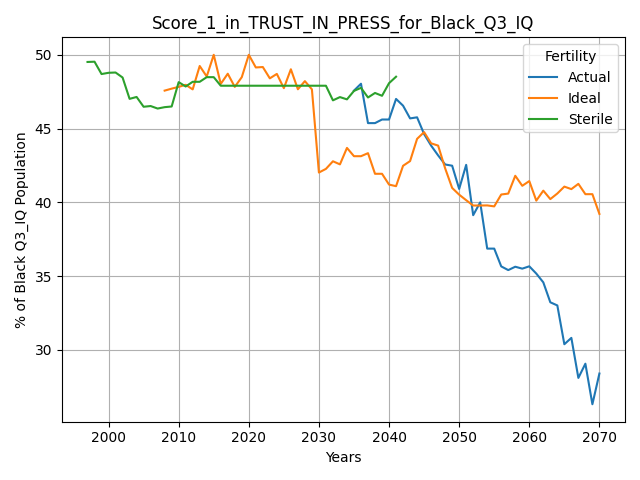 Score_1_in_TRUST_IN_PRESS_for_Black_Q3_IQ
Fertility
Actual
Ideal
Sterile
% of Black Q3_IQ Population
50
45
40
35
30
2000
2010
2020
2030
2040
2050
2060
2070
Years